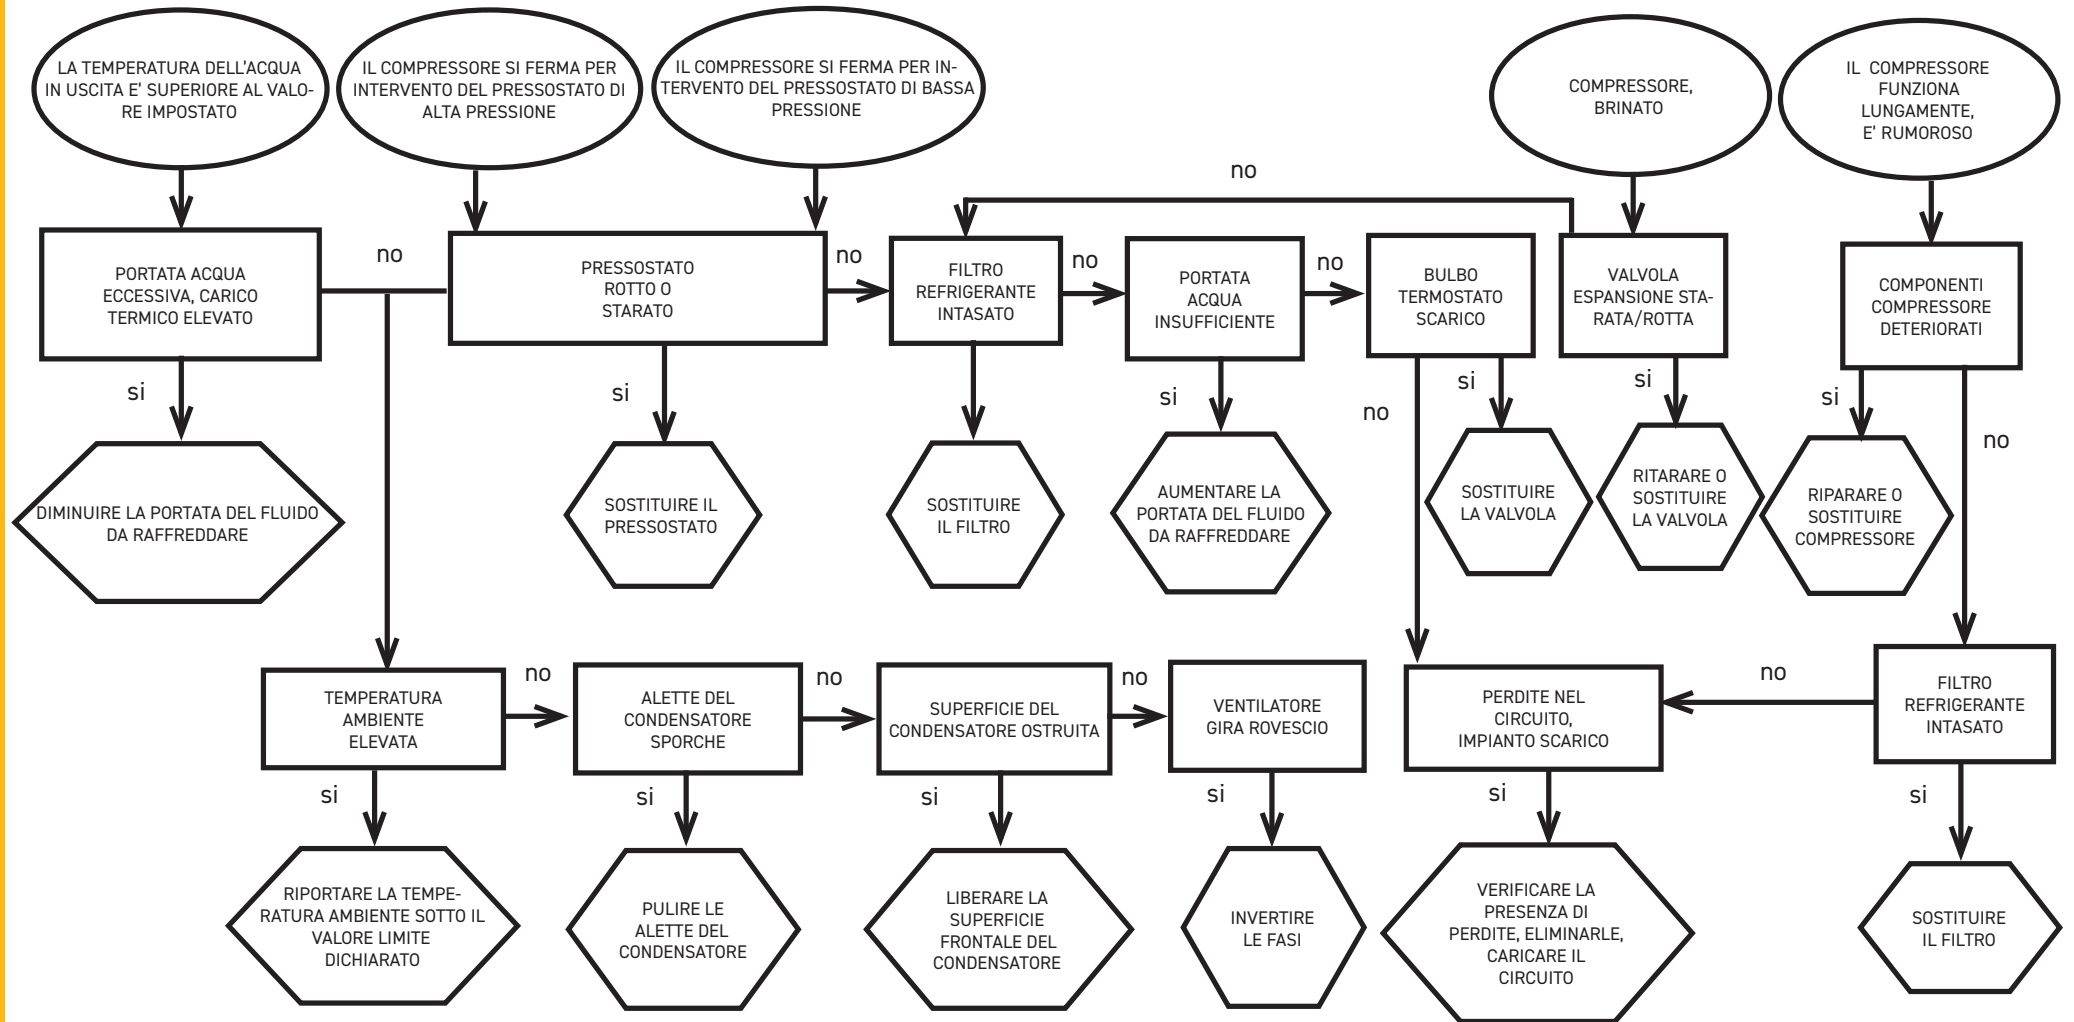 LA TEMPERATURA DELL'ACQUA
IN USCITA E' SUPERIORE AL VALO-
RE IMPOSTATO
IL COMPRESSORE SI FERMA PER
INTERVENTO DEL PRESSOSTATO DI
ALTA PRESSIONE
IL COMPRESSORE SI FERMA PER IN-
TERVENTO DEL PRESSOSTATO DI BASSA
PRESSIONE
COMPRESSORE,
BRINATO
IL COMPRESSORE
FUNZIONA
LUNGAMENTE,
E' RUMOROSO
no
PORTATA ACQUA
ECCESSIVA, CARICO
TERMICO ELEVATO
no
PRESSOSTATO
ROTTO O
STARATO
no
FILTRO
REFRIGERANTE
INTASATO
no
PORTATA
ACQUA
INSUFFICIENTE
no
BULBO
TERMOSTATO
SCARICO
VALVOLA
ESPANSIONE STA-
RATA/ROTTA
COMPONENTI
COMPRESSORE
DETERIORATI
si
si
si
no
si
si
si
no
DIMINUIRE LA PORTATA DEL FLUIDO
DA RAFFREDDARE
SOSTITUIRE IL
PRESSOSTATO
SOSTITUIRE
IL FILTRO
AUMENTARE LA
PORTATA DEL FLUIDO
DA RAFFREDDARE
SOSTITUIRE
LA VALVOLA
RITARARE O
SOSTITUIRE
LA VALVOLA
RIPARARE O
SOSTITUIRE
COMPRESSORE
TEMPERATURA
AMBIENTE
ELEVATA
no
ALETTE DEL
CONDENSATORE
SPORCHE
no
SUPERFICIE DEL
CONDENSATORE OSTRUITA
no
VENTILATORE
GIRA ROVESCIO
PERDITE NEL
CIRCUITO,
IMPIANTO SCARICO
no
FILTRO
REFRIGERANTE
INTASATO
si
si
si
si
si
si
RIPORTARE LA TEMPE-
RATURA AMBIENTE SOTTO IL
VALORE LIMITE
DICHIARATO
PULIRE LE
ALETTE DEL
CONDENSATORE
LIBERARE LA
SUPERFICIE
FRONTALE DEL
CONDENSATORE
INVERTIRE
LE FASI
VERIFICARE LA
PRESENZA DI
PERDITE, ELIMINARLE,
CARICARE IL
CIRCUITO
SOSTITUIRE
IL FILTRO